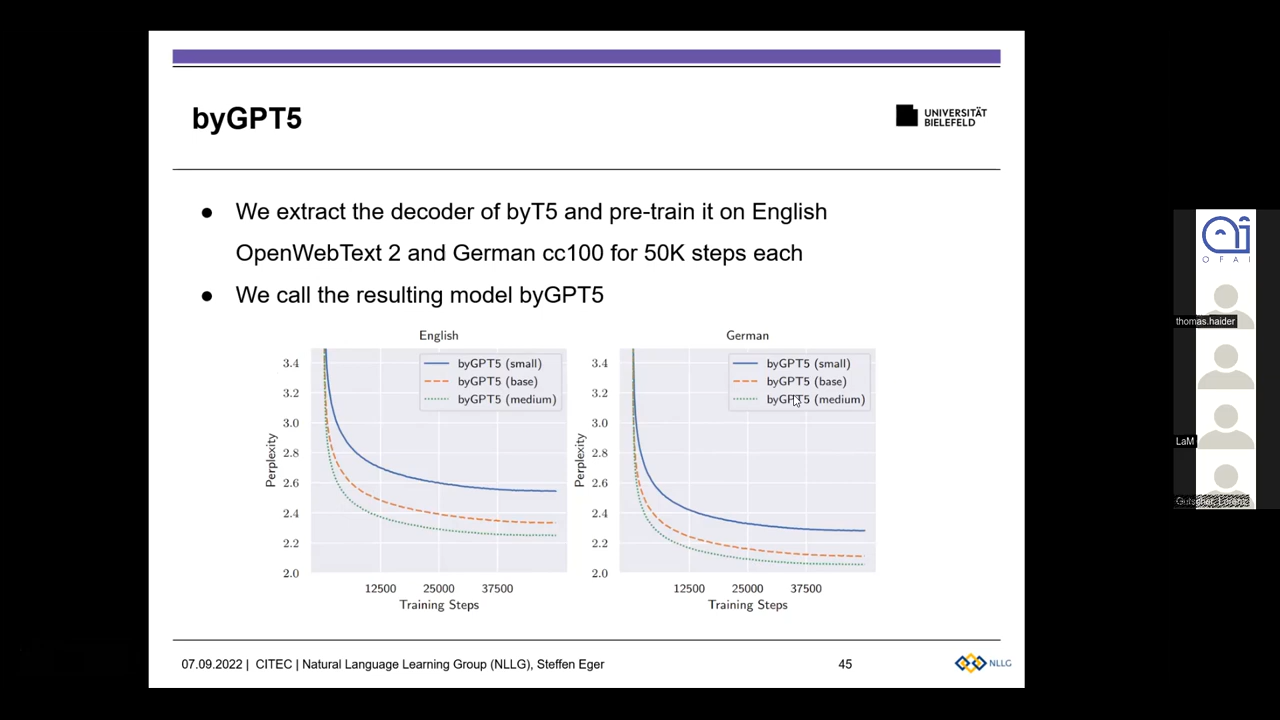 byGPT5
UNIVERSITÄT
BIELEFELD
● We extract the decoder of byT5 and pre-train it on English
OpenWebText 2 and German cc100 for 50K steps each
● We call the resulting model byGPT5
English
3.4
3.2
3.0
2.8
2.6
2.4
2.2
2.0
Perplexity
byGPT5 (small)
byGPT5 (base)
byGPT5 (medium)
12500 25000 37500
Training Steps
German
3.4
3.2
3.0
2.8
2.6
2.4
2.2
2.0
Perplexity
byGPT5 (small)
byGPT5 (base)
byGPT5 (medium)
12500 25000 37500
Training Steps
07.09.2022 | CITEC | Natural Language Learning Group (NLLG), Steffen Eger
45
NLLG
OFAI
thomas.haider
LaM